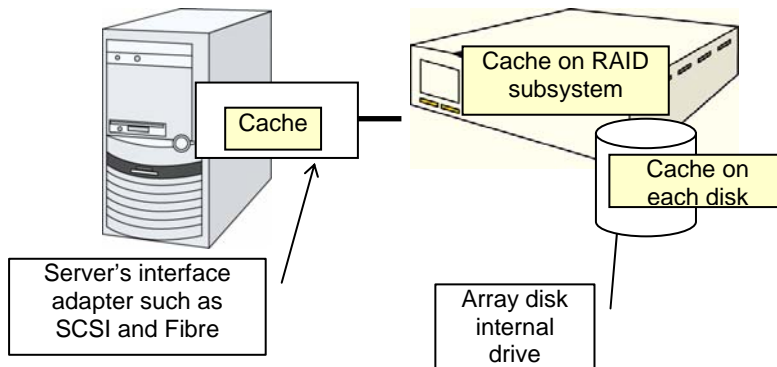 Cache on RAID
subsystem
Cache
Cache on
each disk
Server's interface
adapter such as
SCSI and Fibre
Array disk
internal
drive